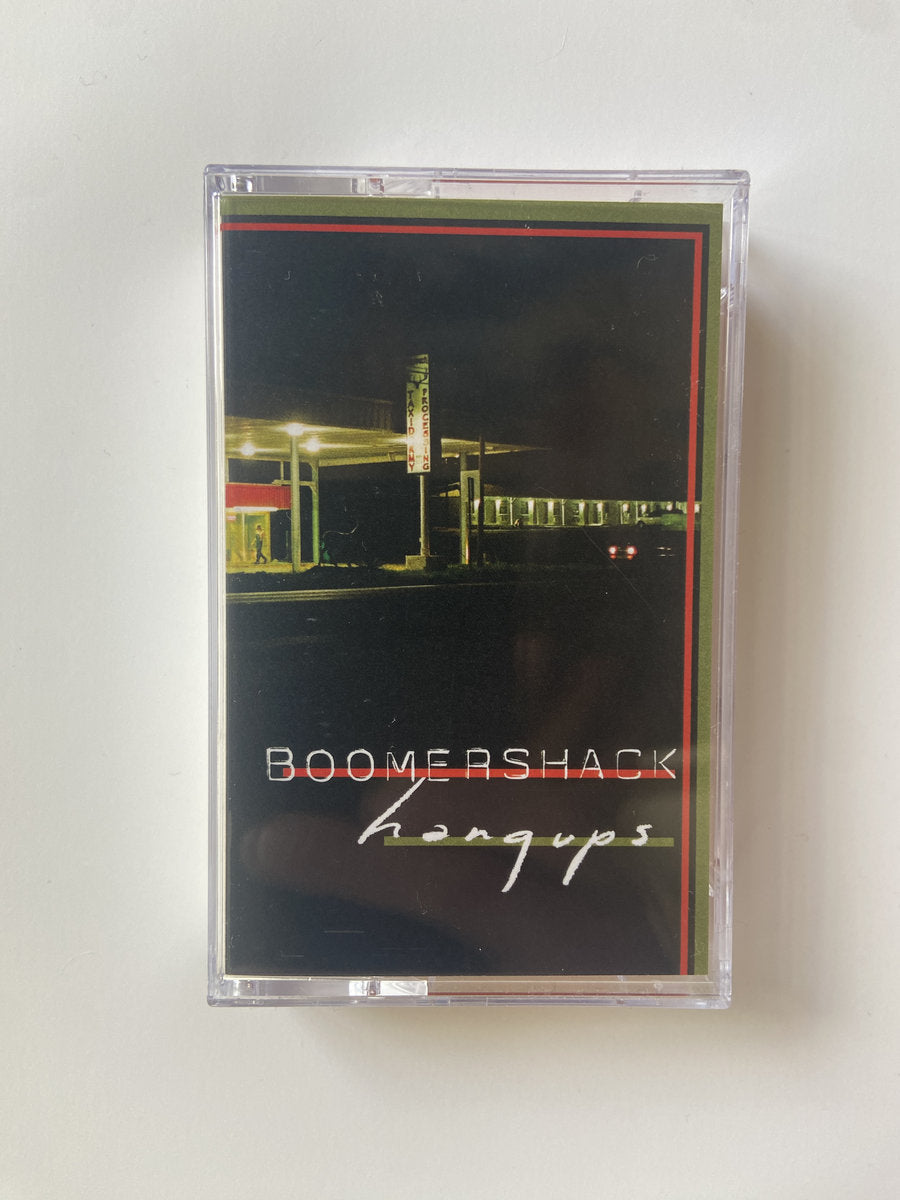 TAXIDERMY
PROCESSING
BOOMERSHACK
hangups